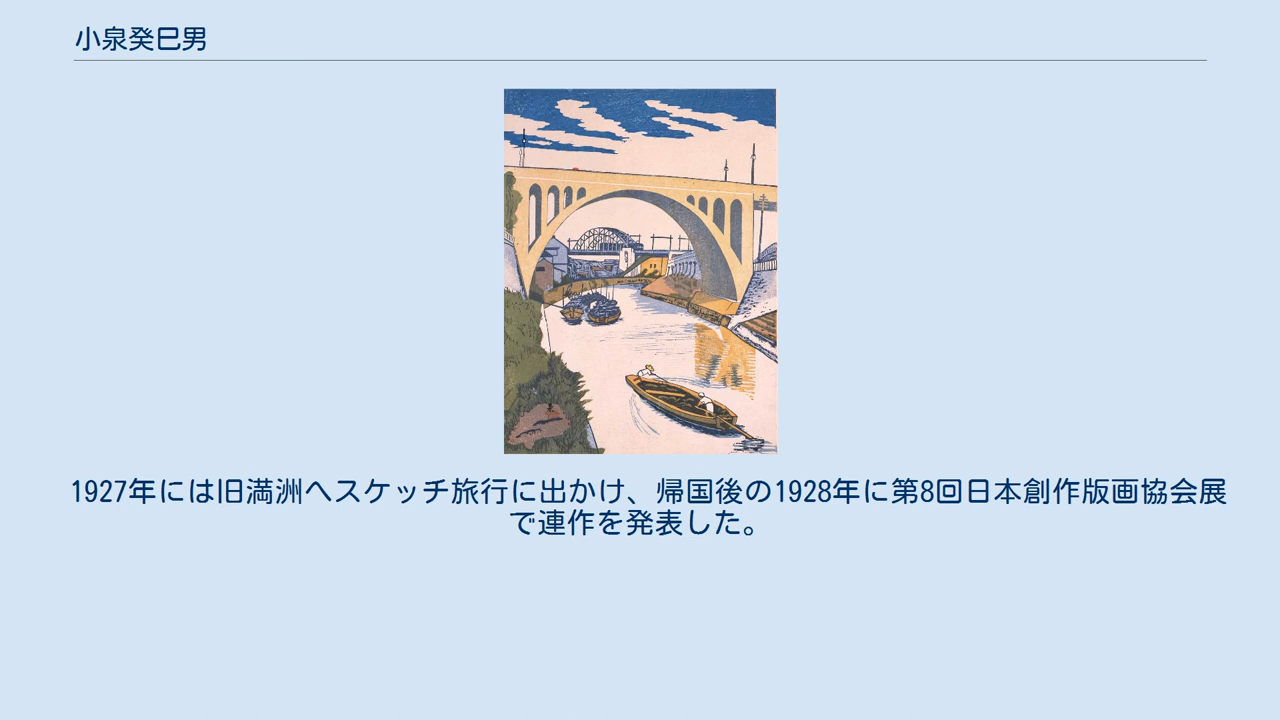 小泉癸巳男
1927年には旧満洲へスケッチ旅行に出かけ、帰国後の1928年に第8回日本創作版画協会展
で連作を発表した。